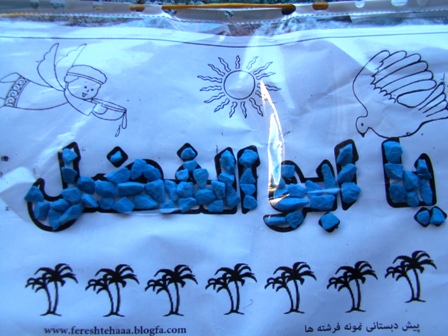 یا ابوالفضل
پیش دبستانی نمونه فرشته ها
www.fereshtehaaa.blogfa.com